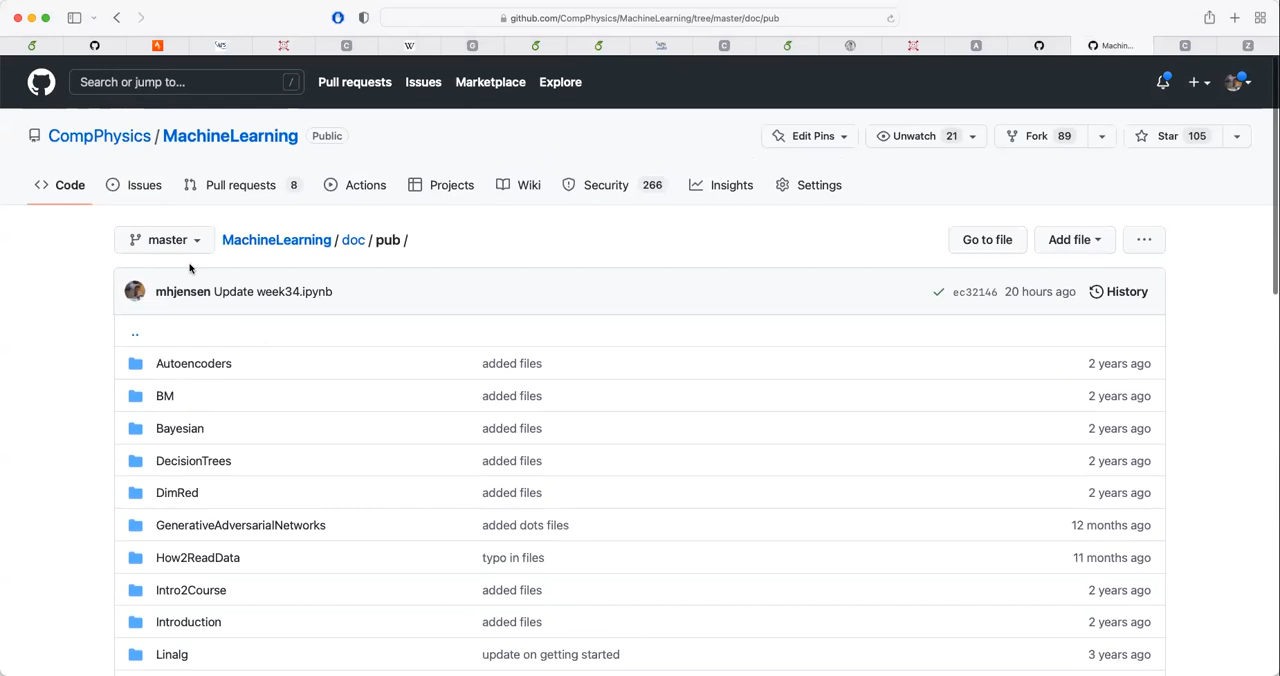 github.com/CompPhysics/MachineLearning/tree/master/doc/pub
W G C C A Machin... C Z
Search or jump to... / Pull requests Issues Marketplace Explore
CompPhysics / MachineLearning Public Edit Pins Unwatch 21 Fork 89 Star 105
Code Issues Pull requests 8 Actions Projects Wiki Security 266 Insights Settings
master MachineLearning / doc / pub / Go to file Add file ...
mhjensen Update week34.ipynb ec32146 20 hours ago History
..
Autoencoders added files 2 years ago
BM added files 2 years ago
Bayesian added files 2 years ago
DecisionTrees added files 2 years ago
DimRed added files 2 years ago
GenerativeAdversarialNetworks added dots files 12 months ago
How2ReadData typo in files 11 months ago
Intro2Course added files 2 years ago
Introduction added files 2 years ago
Linalg update on getting started 3 years ago